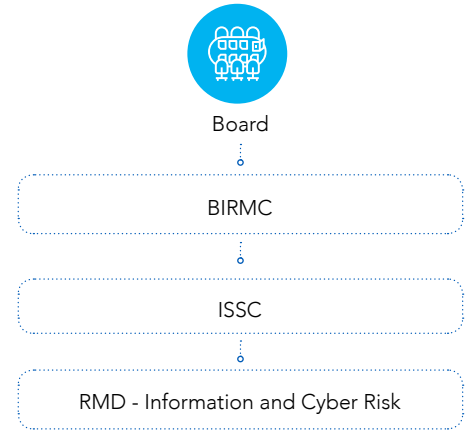 Board
BIRMC
ISSC
RMD - Information and Cyber Risk